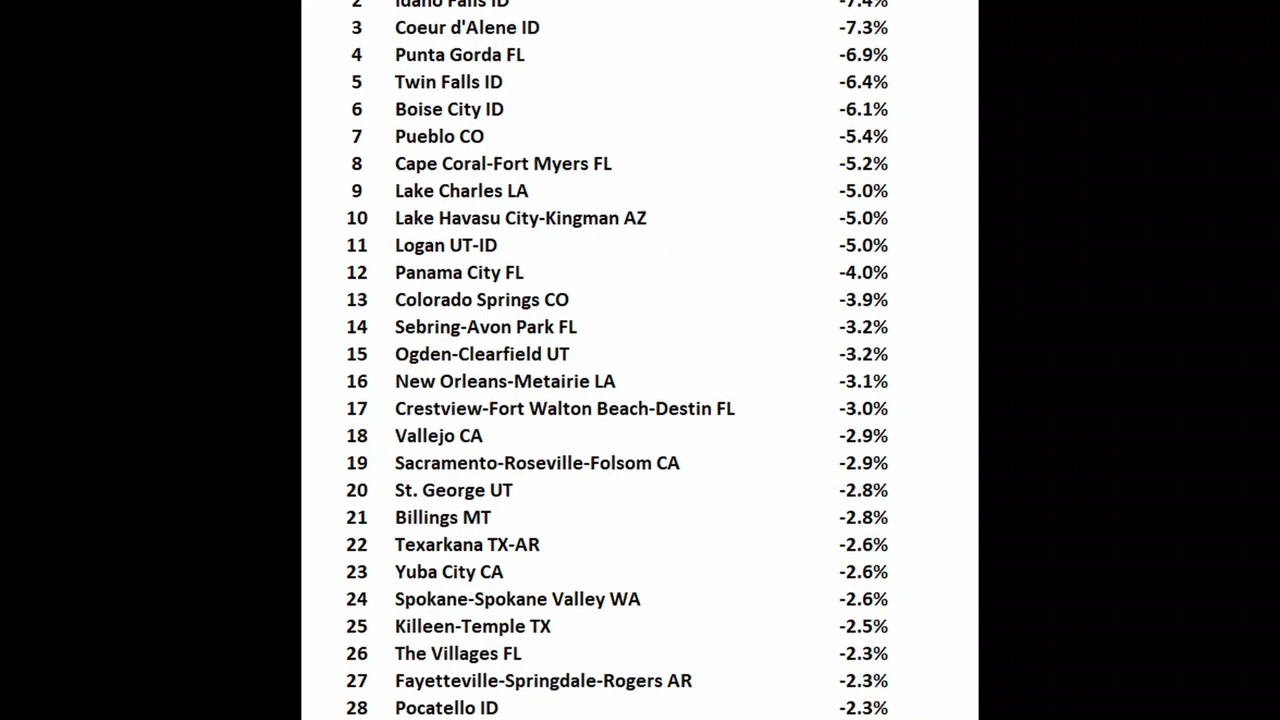 2 Idaho Falls ID -7.4%
3 Coeur d'Alene ID -7.3%
4 Punta Gorda FL -6.9%
5 Twin Falls ID -6.4%
6 Boise City ID -6.1%
7 Pueblo CO -5.4%
8 Cape Coral-Fort Myers FL -5.2%
9 Lake Charles LA -5.0%
10 Lake Havasu City-Kingman AZ -5.0%
11 Logan UT-ID -5.0%
12 Panama City FL -4.0%
13 Colorado Springs CO -3.9%
14 Sebring-Avon Park FL -3.2%
15 Ogden-Clearfield UT -3.2%
16 New Orleans-Metairie LA -3.1%
17 Crestview-Fort Walton Beach-Destin FL -3.0%
18 Vallejo CA -2.9%
19 Sacramento-Roseville-Folsom CA -2.9%
20 St. George UT -2.8%
21 Billings MT -2.8%
22 Texarkana TX-AR -2.6%
23 Yuba City CA -2.6%
24 Spokane-Spokane Valley WA -2.6%
25 Killeen-Temple TX -2.5%
26 The Villages FL -2.3%
27 Fayetteville-Springdale-Rogers AR -2.3%
28 Pocatello ID -2.3%